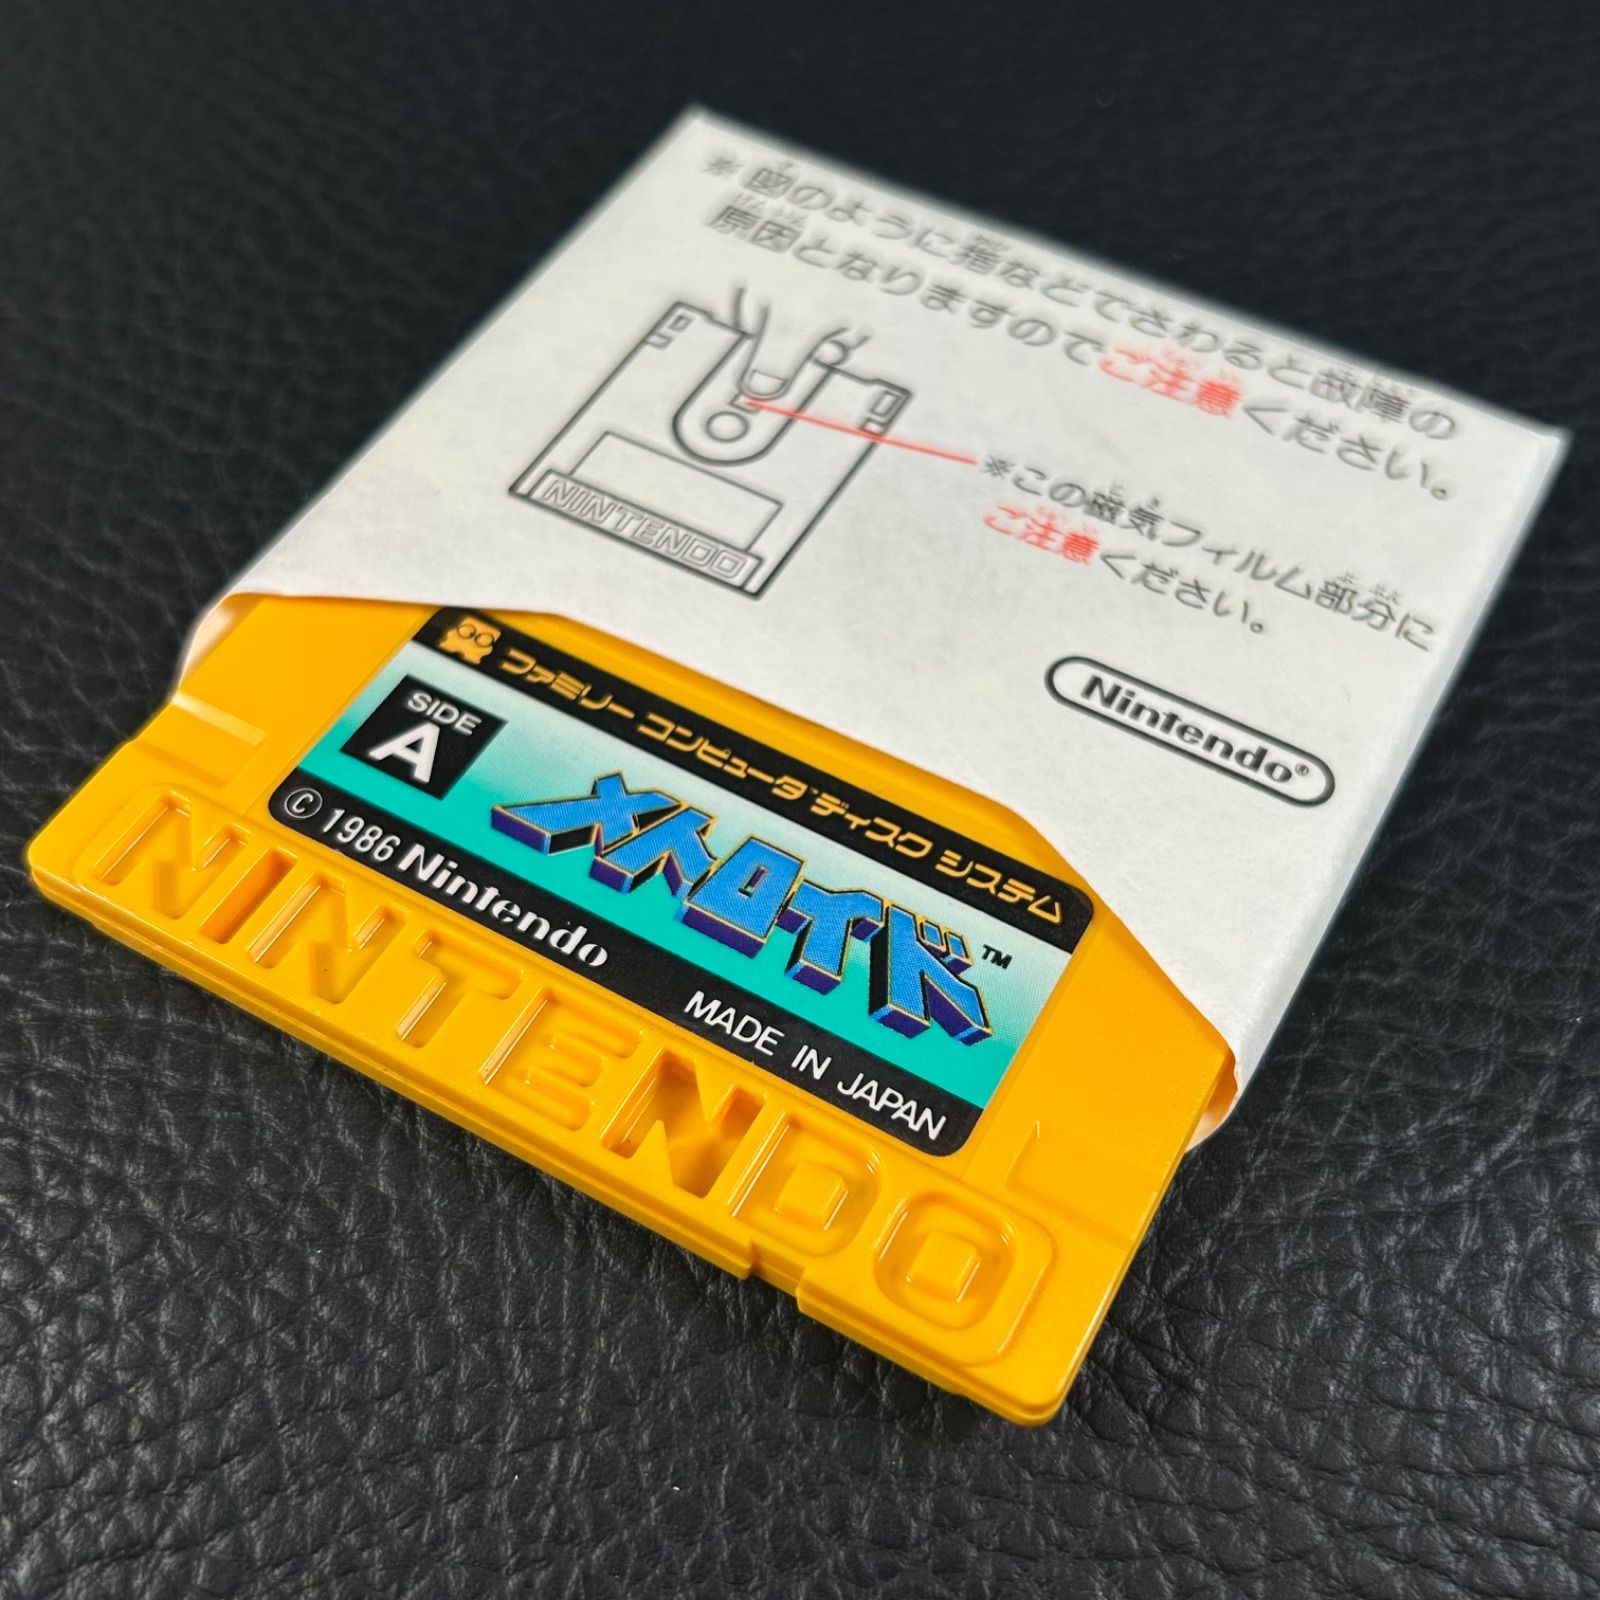 ※図のように指などでさわると故障の
原因となりますのでご注意ください。
NINTENDO
※この磁気フィルム部分に
ご注意ください。
Nintendo®
ファミリー コンピュータ ディスク システム
SIDE
A
メトロイド™
© 1986 Nintendo
MADE IN JAPAN
NINTENDO